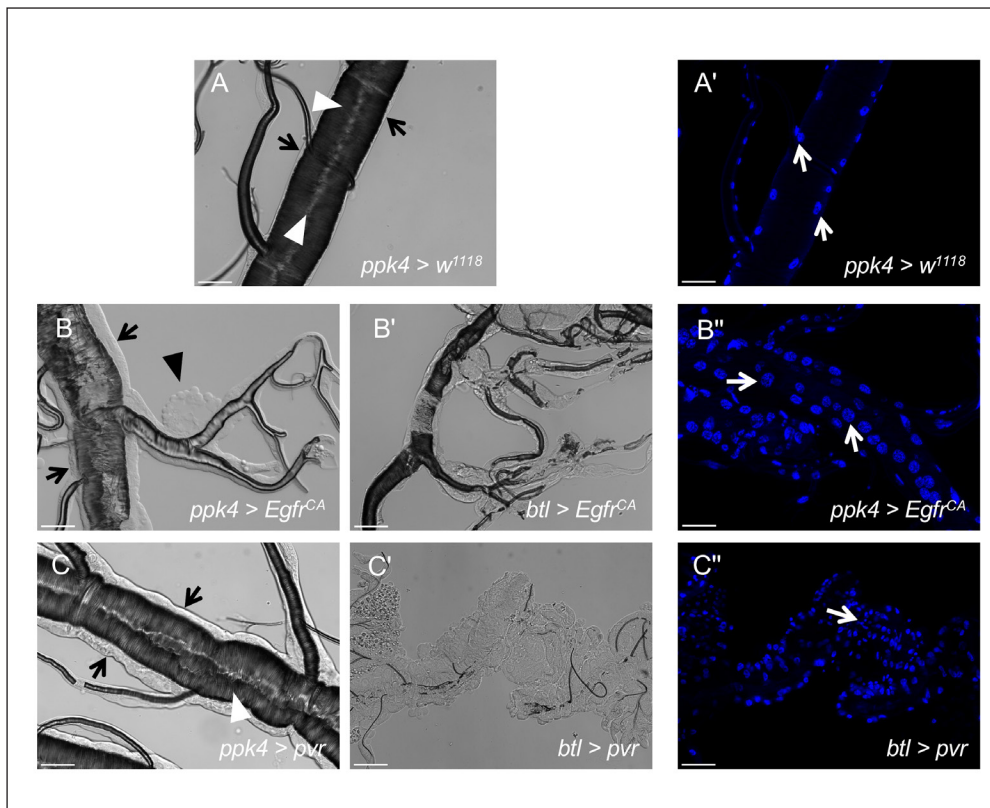 A
ppk4 > w¹¹¹⁸
A'
ppk4 > w¹¹¹⁸
B
ppk4 > Egfrᶜᴬ
B'
btl > Egfrᶜᴬ
B''
ppk4 > Egfrᶜᴬ
C
ppk4 > pvr
C'
btl > pvr
C''
btl > pvr